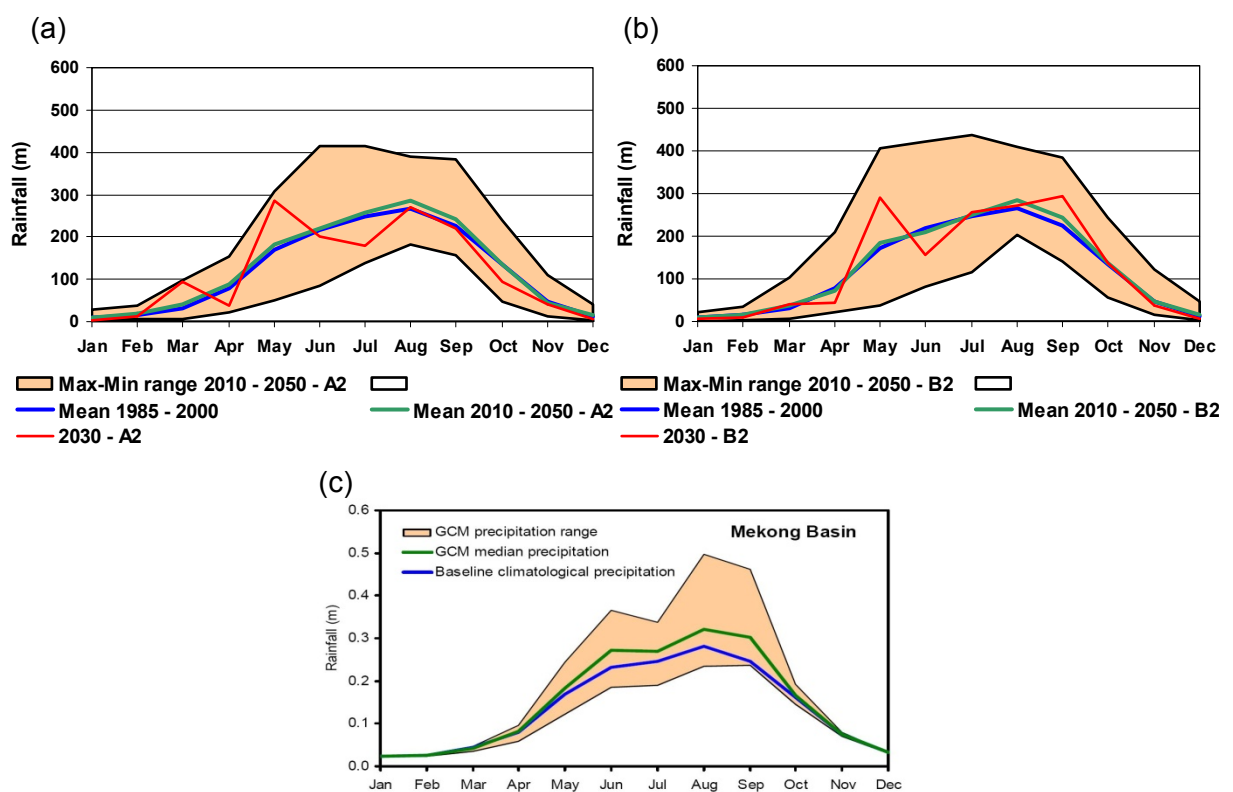 (a)
600
500
400
300
200
100
0
Rainfall (m)
Jan Feb Mar Apr May Jun Jul Aug Sep Oct Nov Dec
Max-Min range 2010 - 2050 - A2
Mean 1985 - 2000
Mean 2010 - 2050 - A2
2030 - A2
(b)
600
500
400
300
200
100
0
Rainfall (m)
Jan Feb Mar Apr May Jun Jul Aug Sep Oct Nov Dec
Max-Min range 2010 - 2050 - B2
Mean 1985 - 2000
Mean 2010 - 2050 - B2
2030 - B2
(c)
0.6
0.5
0.4
0.3
0.2
0.1
0.0
Rainfall (m)
GCM precipitation range
GCM median precipitation
Baseline climatological precipitation
Mekong Basin
Jan Feb Mar Apr May Jun Jul Aug Sep Oct Nov Dec